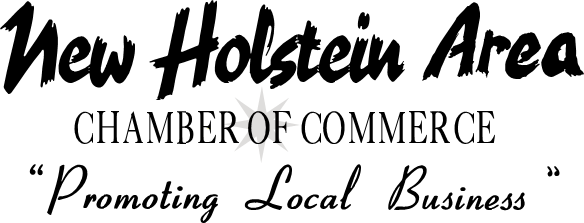 New Holstein Area
CHAMBER OF COMMERCE
“Promoting Local Business”